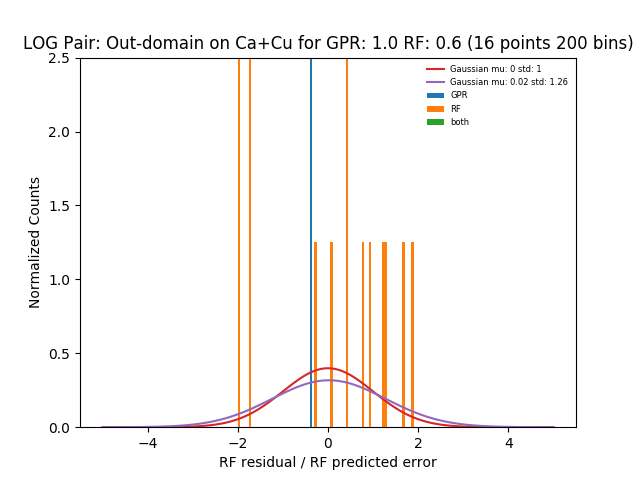 LOG Pair: Out-domain on Ca+Cu for GPR: 1.0 RF: 0.6 (16 points 200 bins)
2.5
2.0
1.5
1.0
0.5
0.0
Normalized Counts
Gaussian mu: 0 std: 1
Gaussian mu: 0.02 std: 1.26
GPR
RF
both
−4
−2
0
2
4
RF residual / RF predicted error